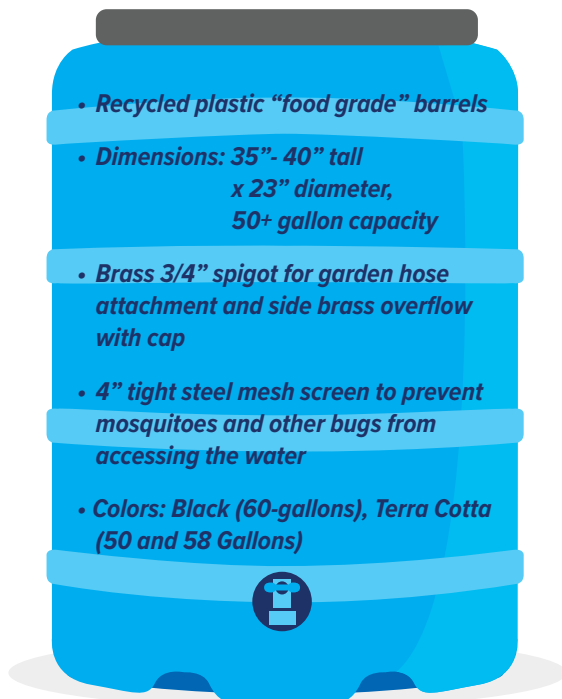 • Recycled plastic “food grade” barrels
• Dimensions: 35”- 40” tall
x 23” diameter,
50+ gallon capacity
• Brass 3/4” spigot for garden hose
attachment and side brass overflow
with cap
• 4” tight steel mesh screen to prevent
mosquitoes and other bugs from
accessing the water
• Colors: Black (60-gallons), Terra Cotta
(50 and 58 Gallons)